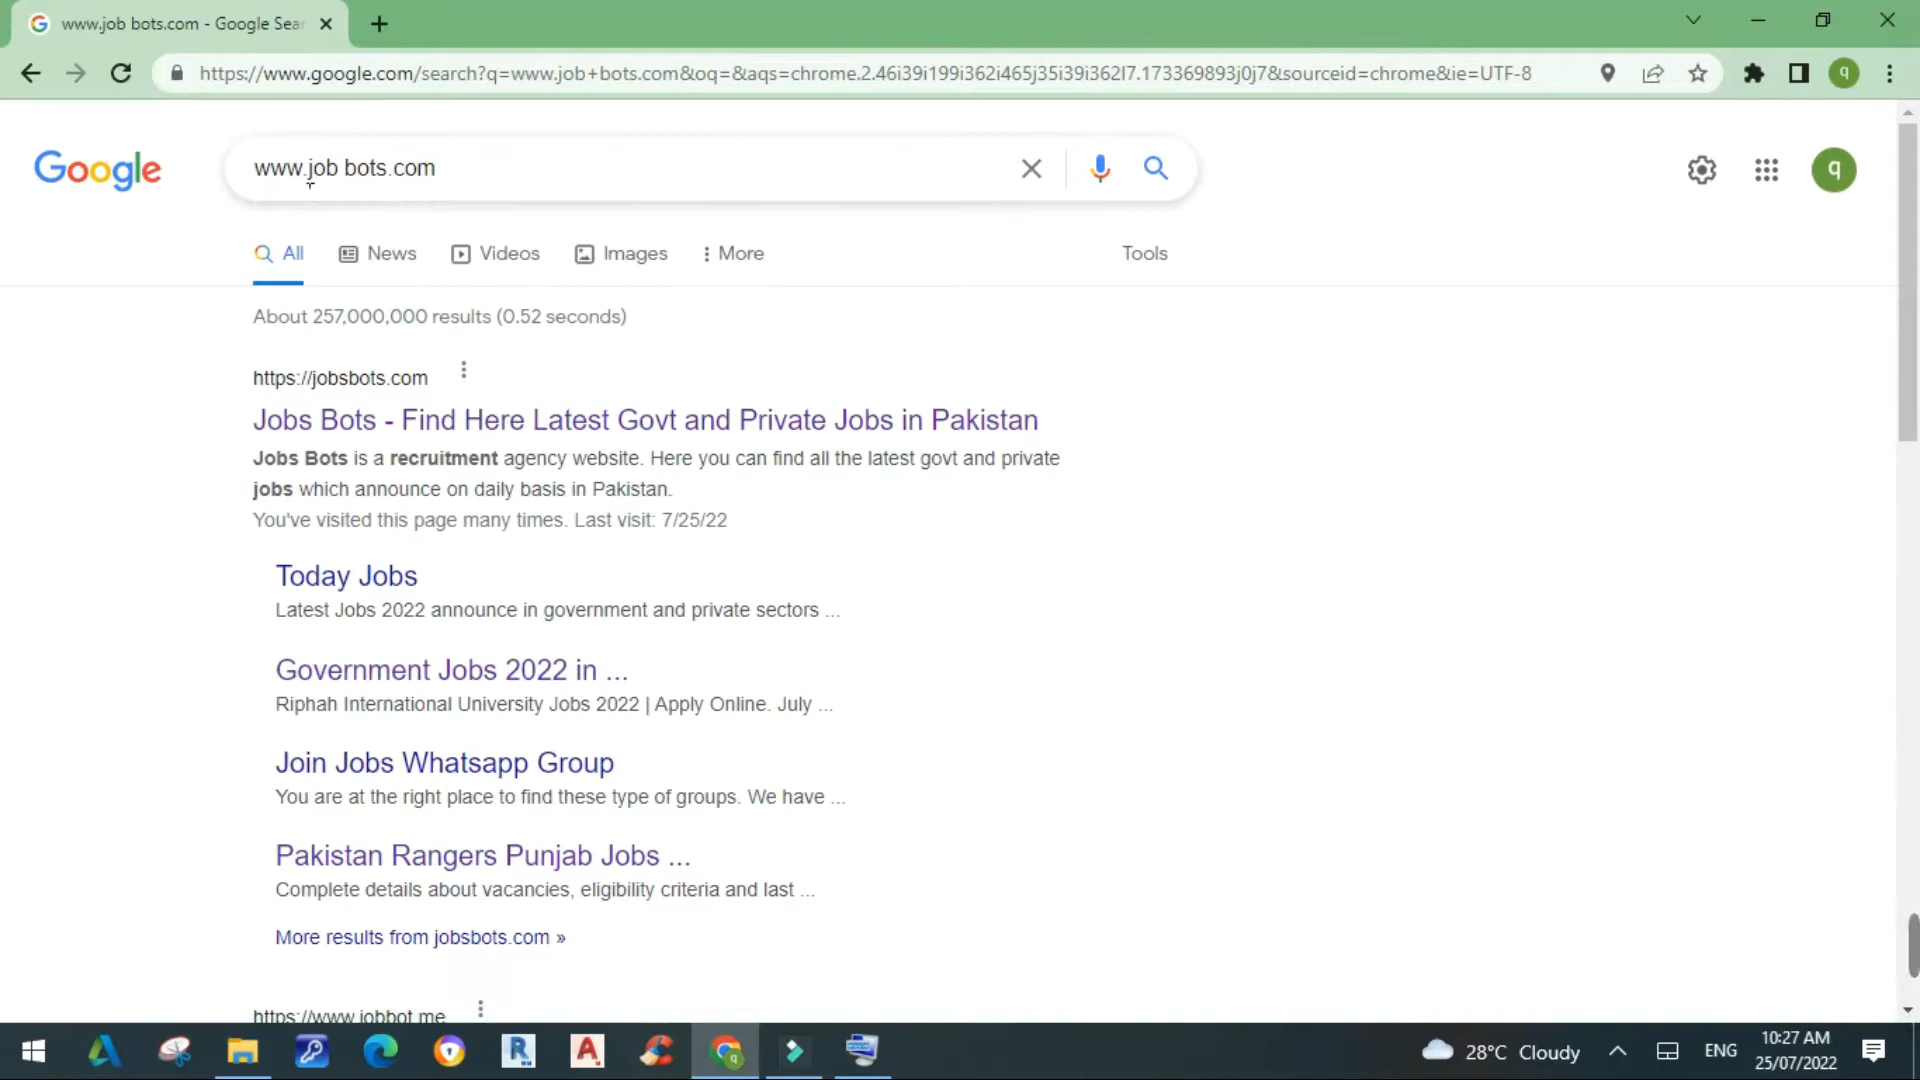 www.job bots.com - Google Sear
https://www.google.com/search?q=www.job+bots.com&oq=&aqs=chrome.2.46i39i199i362i465j35i39i362l7.173369893j0j7&sourceid=chrome&ie=UTF-8
q
Google
www.job bots.com
q
All
News
Videos
Images
More
Tools
About 257,000,000 results (0.52 seconds)
https://jobsbots.com
Jobs Bots - Find Here Latest Govt and Private Jobs in Pakistan
Jobs Bots is a recruitment agency website. Here you can find all the latest govt and private
jobs which announce on daily basis in Pakistan.
You've visited this page many times. Last visit: 7/25/22
Today Jobs
Latest Jobs 2022 announce in government and private sectors ...
Government Jobs 2022 in ...
Riphah International University Jobs 2022 | Apply Online. July ...
Join Jobs Whatsapp Group
You are at the right place to find these type of groups. We have ...
Pakistan Rangers Punjab Jobs ...
Complete details about vacancies, eligibility criteria and last ...
More results from jobsbots.com »
https://www.jobbot.me
R
A
q
28°C Cloudy
ENG
10:27 AM
25/07/2022